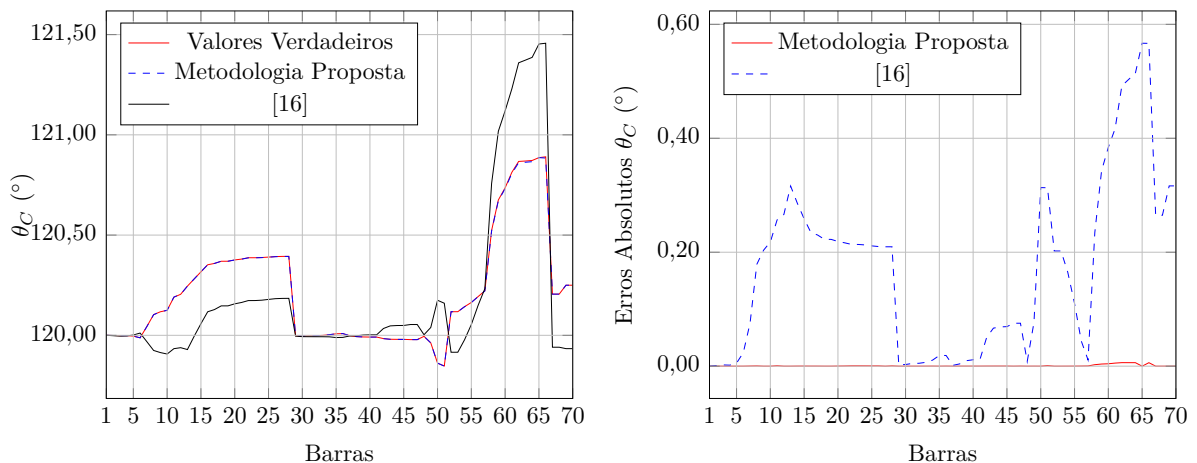 Valores Verdadeiros
Metodologia Proposta
[16]
121,50
121,00
120,50
120,00
θC (°)
1 5 10 15 20 25 30 35 40 45 50 55 60 65 70
Barras
Metodologia Proposta
[16]
0,60
0,40
0,20
0,00
Erros Absolutos θC (°)
1 5 10 15 20 25 30 35 40 45 50 55 60 65 70
Barras